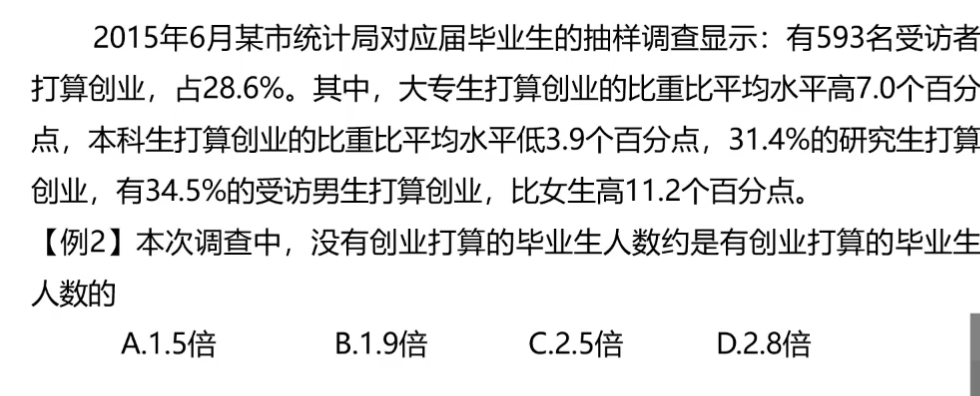 2015年6月某市统计局对应届毕业生的抽样调查显示：有593名受访者
打算创业，占28.6%。其中，大专生打算创业的比重比平均水平高7.0个百分
点，本科生打算创业的比重比平均水平低3.9个百分点，31.4%的研究生打算
创业，有34.5%的受访男生打算创业，比女生高11.2个百分点。
【例2】本次调查中，没有创业打算的毕业生人数约是有创业打算的毕业生
人数的
A.1.5倍 B.1.9倍 C.2.5倍 D.2.8倍